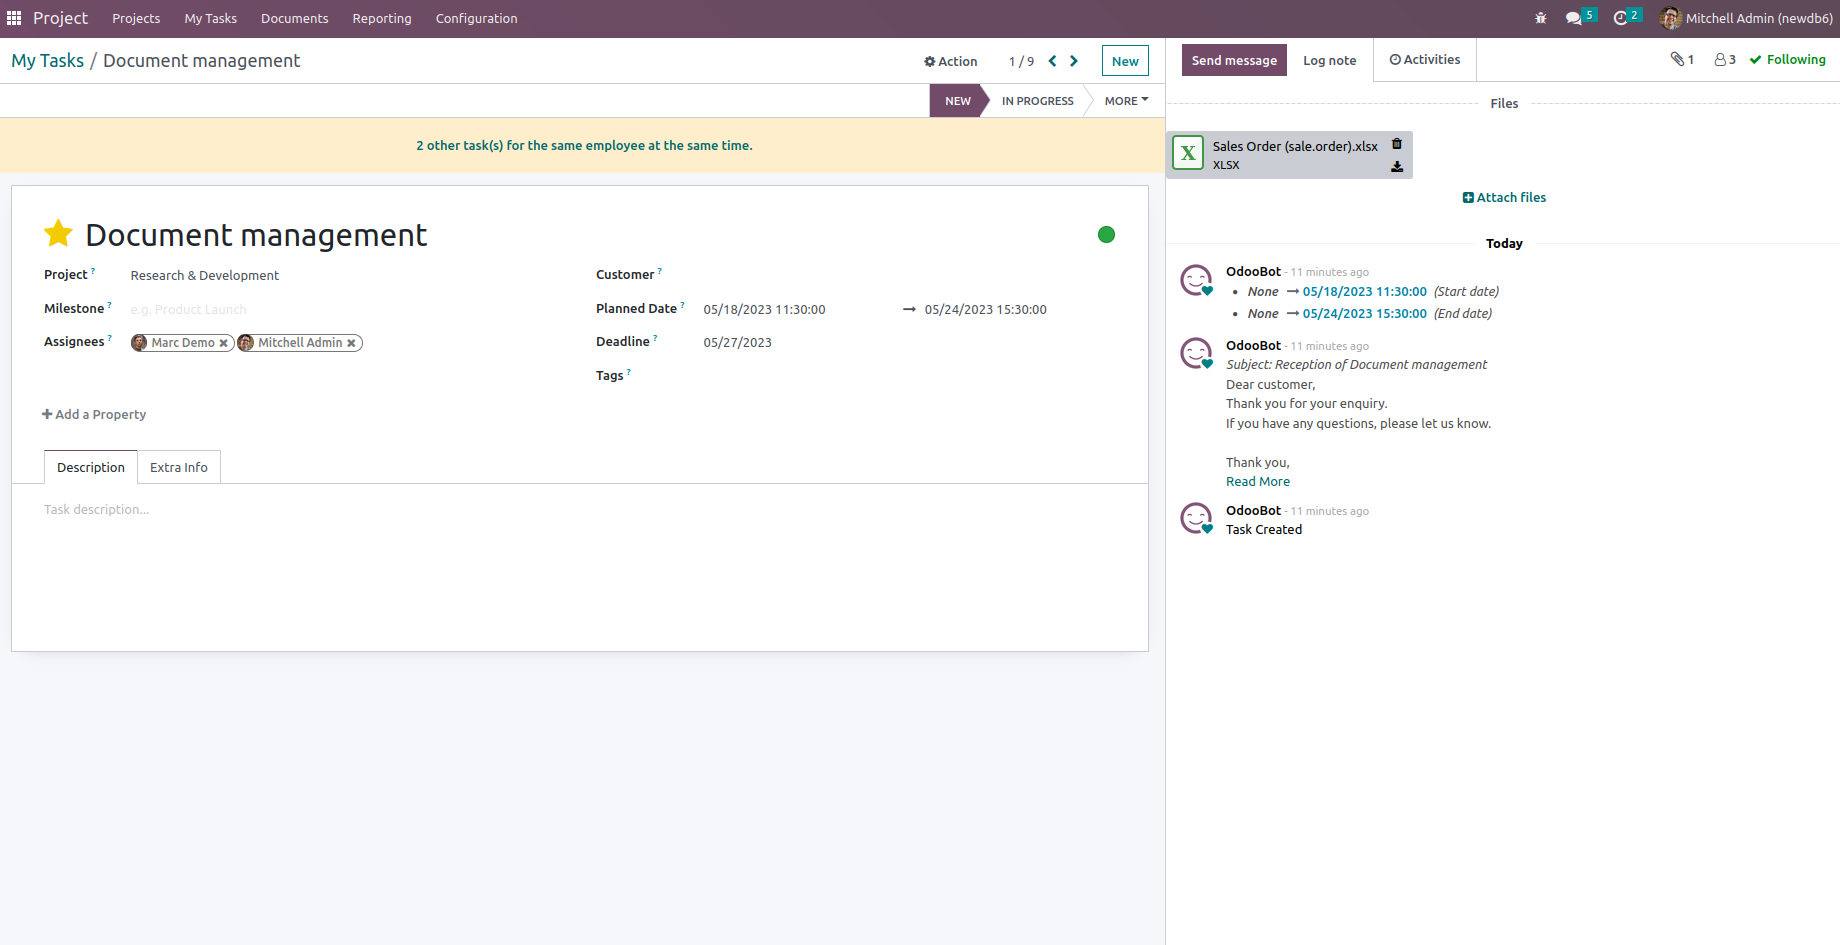 Project Projects My Tasks Documents Reporting Configuration 5 2 Mitchell Admin (newdb6)
My Tasks / Document management Action 1 / 9 New
NEW IN PROGRESS MORE
2 other task(s) for the same employee at the same time.
Document management
Project ? Research & Development
Milestone ? e.g. Product Launch
Assignees ? Marc Demo Mitchell Admin
Customer ?
Planned Date ? 05/18/2023 11:30:00 → 05/24/2023 15:30:00
Deadline ? 05/27/2023
Tags ?
Add a Property
Description Extra Info
Task description...
Send message Log note Activities 1 3 Following
Files
X Sales Order (sale.order).xlsx
XLSX
Attach files
Today
OdooBot - 11 minutes ago
• None → 05/18/2023 11:30:00 (Start date)
• None → 05/24/2023 15:30:00 (End date)
OdooBot - 11 minutes ago
Subject: Reception of Document management
Dear customer,
Thank you for your enquiry.
If you have any questions, please let us know.
Thank you,
Read More
OdooBot - 11 minutes ago
Task Created